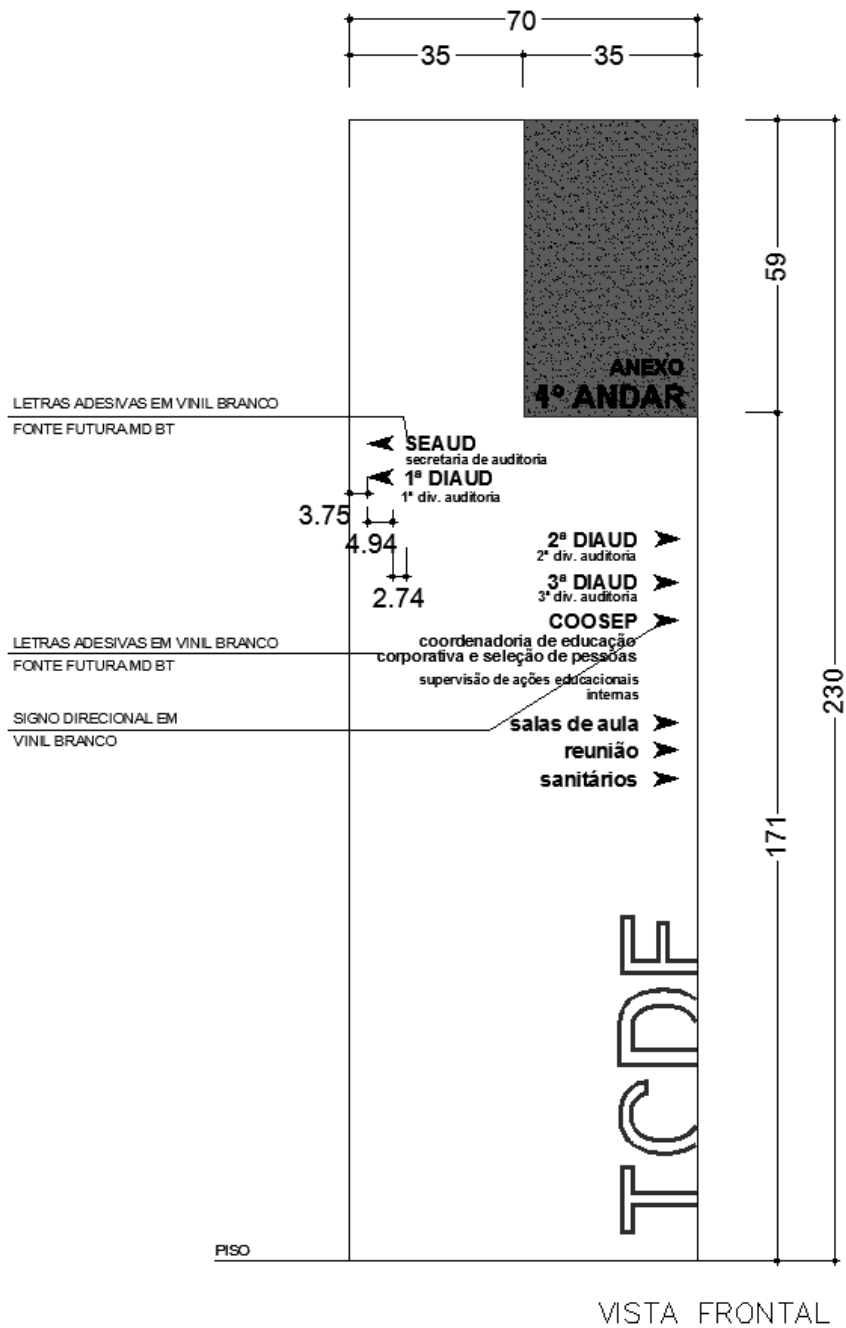 70
35
35
59
ANEXO
4º ANDAR
LETRAS ADESIVAS EM VINIL BRANCO
FONTE FUTURA MD BT
SEAUD
secretaria de auditoria
1ª DIAUD
1ª div. auditoria
3.75
4.94
2.74
2ª DIAUD
2ª div. auditoria
3ª DIAUD
3ª div. auditoria
COOSEP
coordenadoria de educação
corporativa e seleção de pessoas
supervisão de ações educacionais
internas
LETRAS ADESIVAS EM VINIL BRANCO
FONTE FUTURA MD BT
230
SIGNO DIRECIONAL EM
VINIL BRANCO
salas de aula
reunião
sanitários
171
TCDF
PISO
VISTA FRONTAL